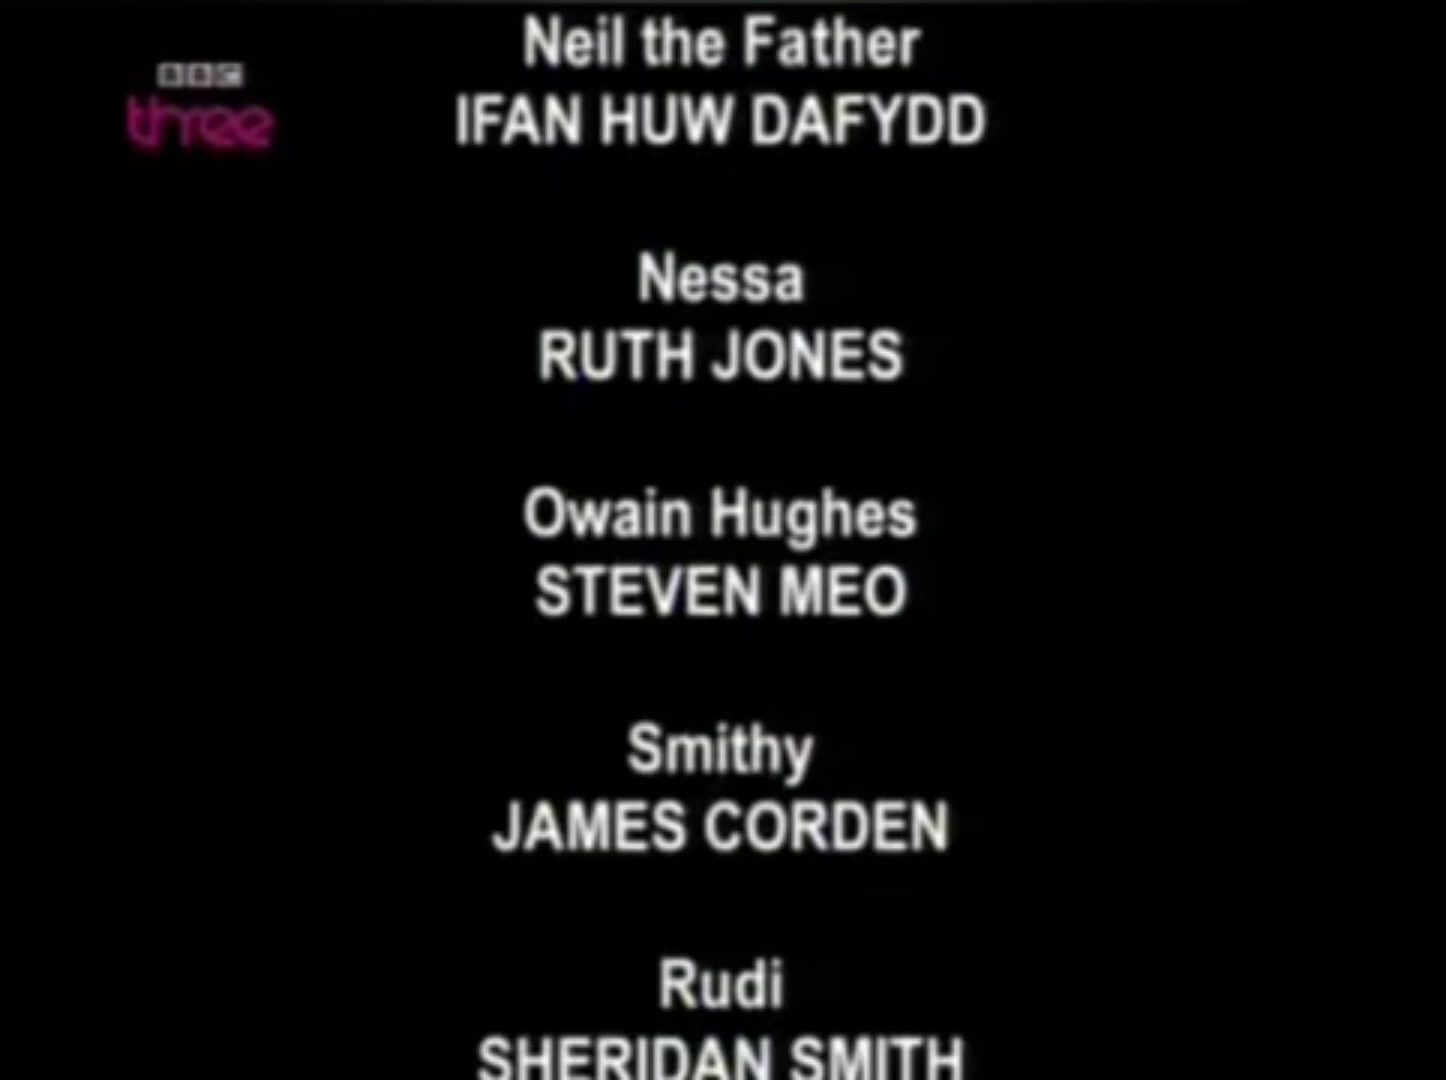 BBC
three
Neil the Father
IFAN HUW DAFYDD
Nessa
RUTH JONES
Owain Hughes
STEVEN MEO
Smithy
JAMES CORDEN
Rudi
SHERIDAN SMITH